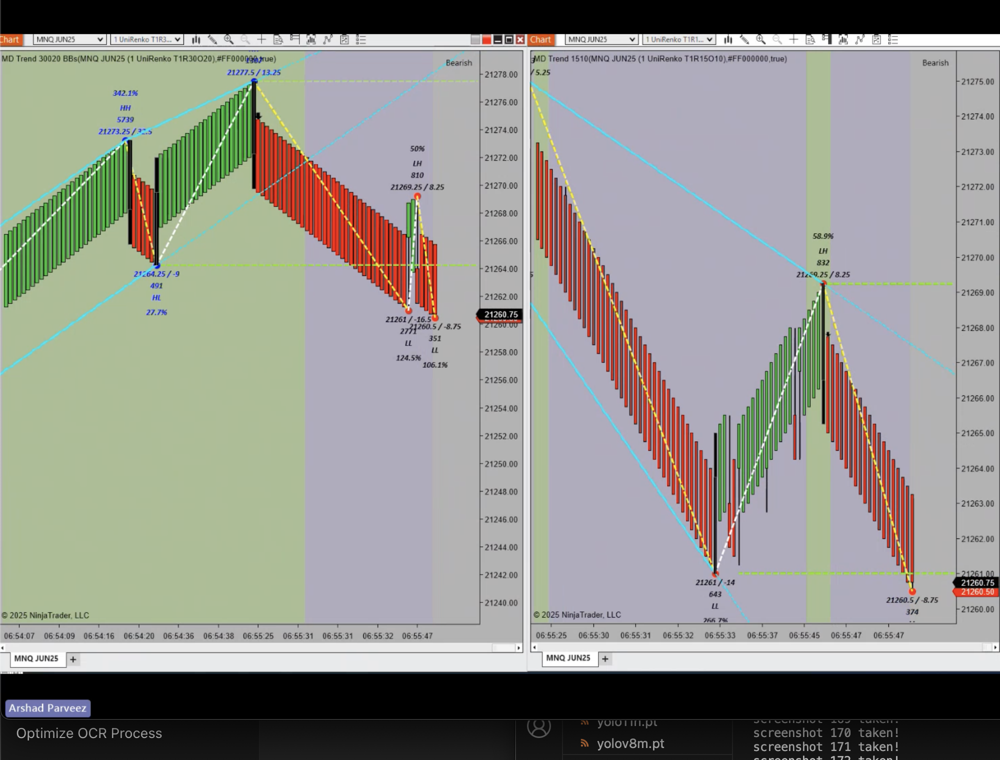 Chart
MNQ JUN25
1 UniRenko T1R3...
MD Trend 30020 BBs(MNQ JUN25 (1 UniRenko T1R30O20),#FF000000,true)
Bearish
21277.5 / 13.25
342.1%
HH
5739
21273.25 /
21264.25 / -9
491
HL
27.7%
50%
LH
810
21269.25 / 8.25
21261 / -16.5
2771
LL
124.5%
21260.5 / -8.75
351
LL
106.1%
21278.00
21276.00
21274.00
21272.00
21270.00
21268.00
21266.00
21264.00
21262.00
21260.75
21260.00
21258.00
21256.00
21254.00
21252.00
21250.00
21248.00
21246.00
21244.00
21242.00
21240.00
© 2025 NinjaTrader, LLC
06:54:07 06:54:09 06:54:16 06:54:20 06:54:36 06:54:38 06:55:25 06:55:31 06:55:31 06:55:32 06:55:47
MNQ JUN25 +
Chart
MNQ JUN25
1 UniRenko T1R1...
MD Trend 1510(MNQ JUN25 (1 UniRenko T1R15O10),#FF000000,true)
/ 5.25
Bearish
58.9%
LH
832
21269.25 / 8.25
21261 / -14
643
LL
266.7%
21260.5 / -8.75
374
21275.00
21274.00
21273.00
21272.00
21271.00
21270.00
21269.00
21268.00
21267.00
21266.00
21265.00
21264.00
21263.00
21262.00
21261.00
21260.75
21260.50
21260.00
© 2025 NinjaTrader, LLC
06:55:25 06:55:30 06:55:31 06:55:32 06:55:33 06:55:37 06:55:45 06:55:47 06:55:47
MNQ JUN25 +
Arshad Parveez
Optimize OCR Process
yolo11n.pt
yolov8m.pt
screenshot 169 taken!
screenshot 170 taken!
screenshot 171 taken!
screenshot 172 taken!